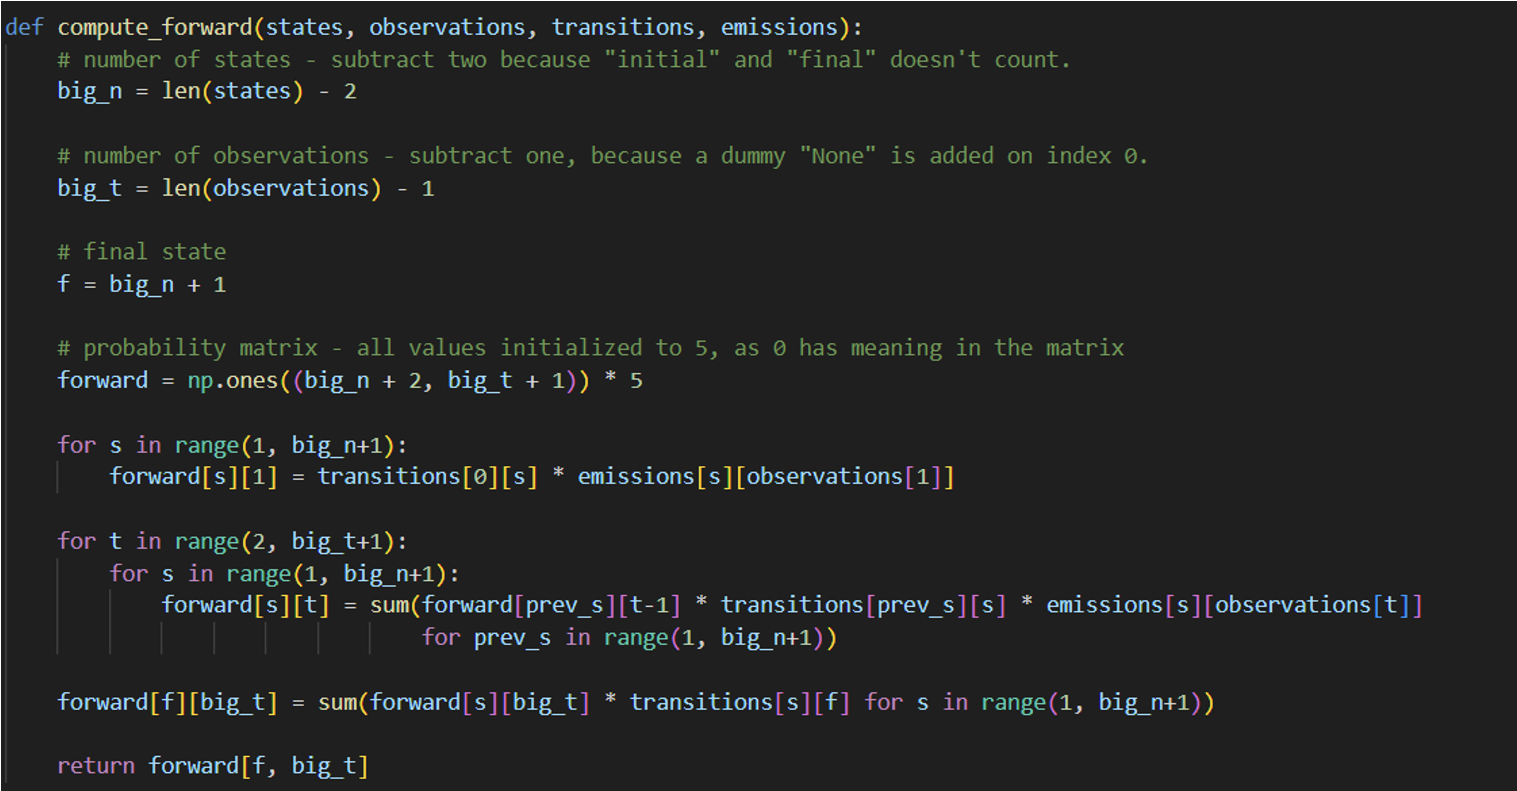 def compute_forward(states, observations, transitions, emissions):
    # number of states - subtract two because "initial" and "final" doesn't count.
    big_n = len(states) - 2
    # number of observations - subtract one, because a dummy "None" is added on index 0.
    big_t = len(observations) - 1
    # final state
    f = big_n + 1
    # probability matrix - all values initialized to 5, as 0 has meaning in the matrix
    forward = np.ones((big_n + 2, big_t + 1)) * 5
    for s in range(1, big_n+1):
        forward[s][1] = transitions[0][s] * emissions[s][observations[1]]
    for t in range(2, big_t+1):
        for s in range(1, big_n+1):
            forward[s][t] = sum(forward[prev_s][t-1] * transitions[prev_s][s] * emissions[s][observations[t]]
                                for prev_s in range(1, big_n+1))
    forward[f][big_t] = sum(forward[s][big_t] * transitions[s][f] for s in range(1, big_n+1))
    return forward[f, big_t]